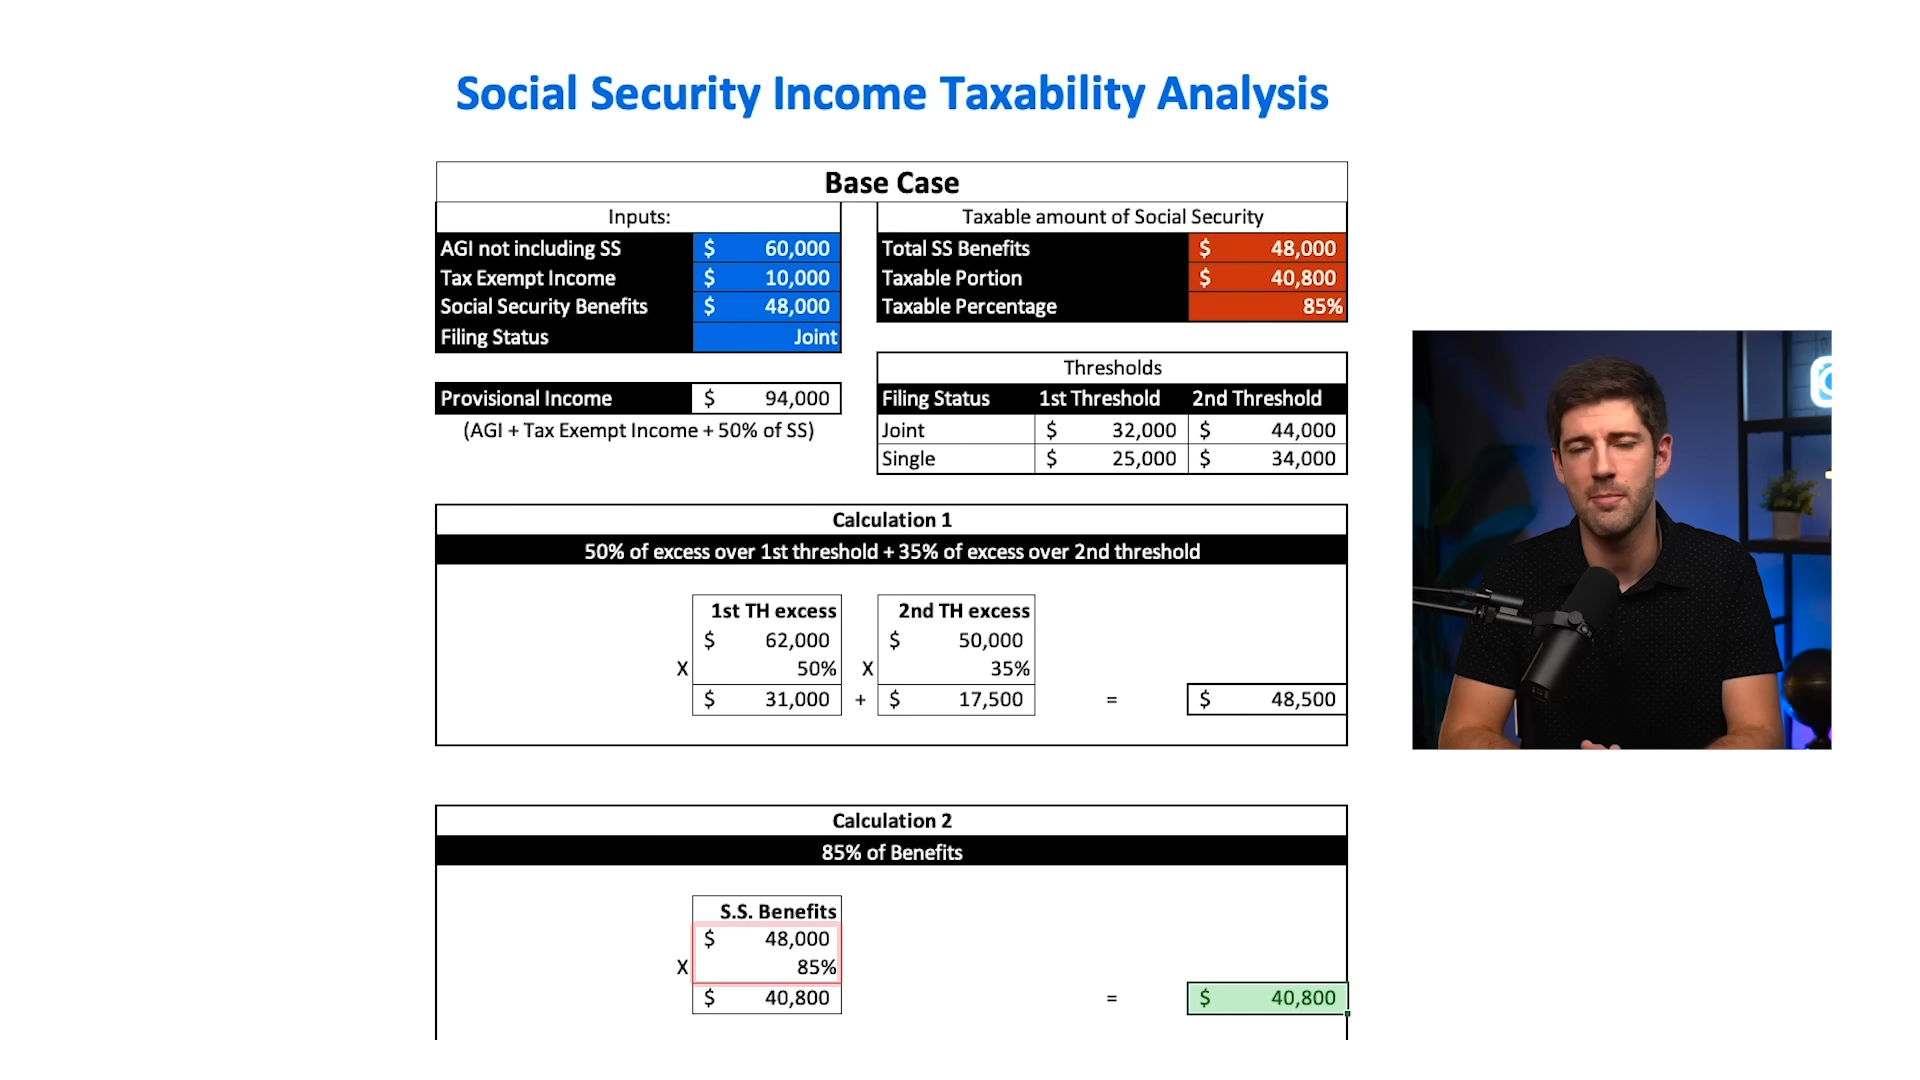 Social Security Income Taxability Analysis
Base Case
Inputs:
AGI not including SS $ 60,000
Tax Exempt Income $ 10,000
Social Security Benefits $ 48,000
Filing Status Joint
Provisional Income $ 94,000
(AGI + Tax Exempt Income + 50% of SS)
Taxable amount of Social Security
Total SS Benefits $ 48,000
Taxable Portion $ 40,800
Taxable Percentage 85%
Thresholds
Filing Status 1st Threshold 2nd Threshold
Joint $ 32,000 $ 44,000
Single $ 25,000 $ 34,000
Calculation 1
50% of excess over 1st threshold + 35% of excess over 2nd threshold
1st TH excess 2nd TH excess
$ 62,000 $ 50,000
X 50% X 35%
$ 31,000 + $ 17,500 = $ 48,500
Calculation 2
85% of Benefits
S.S. Benefits
$ 48,000
X 85%
$ 40,800 = $ 40,800